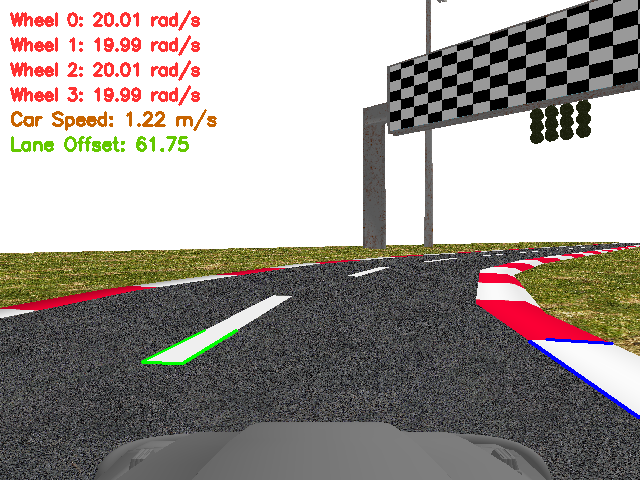 Wheel 0: 20.01 rad/s
Wheel 1: 19.99 rad/s
Wheel 2: 20.01 rad/s
Wheel 3: 19.99 rad/s
Car Speed: 1.22 m/s
Lane Offset: 61.75